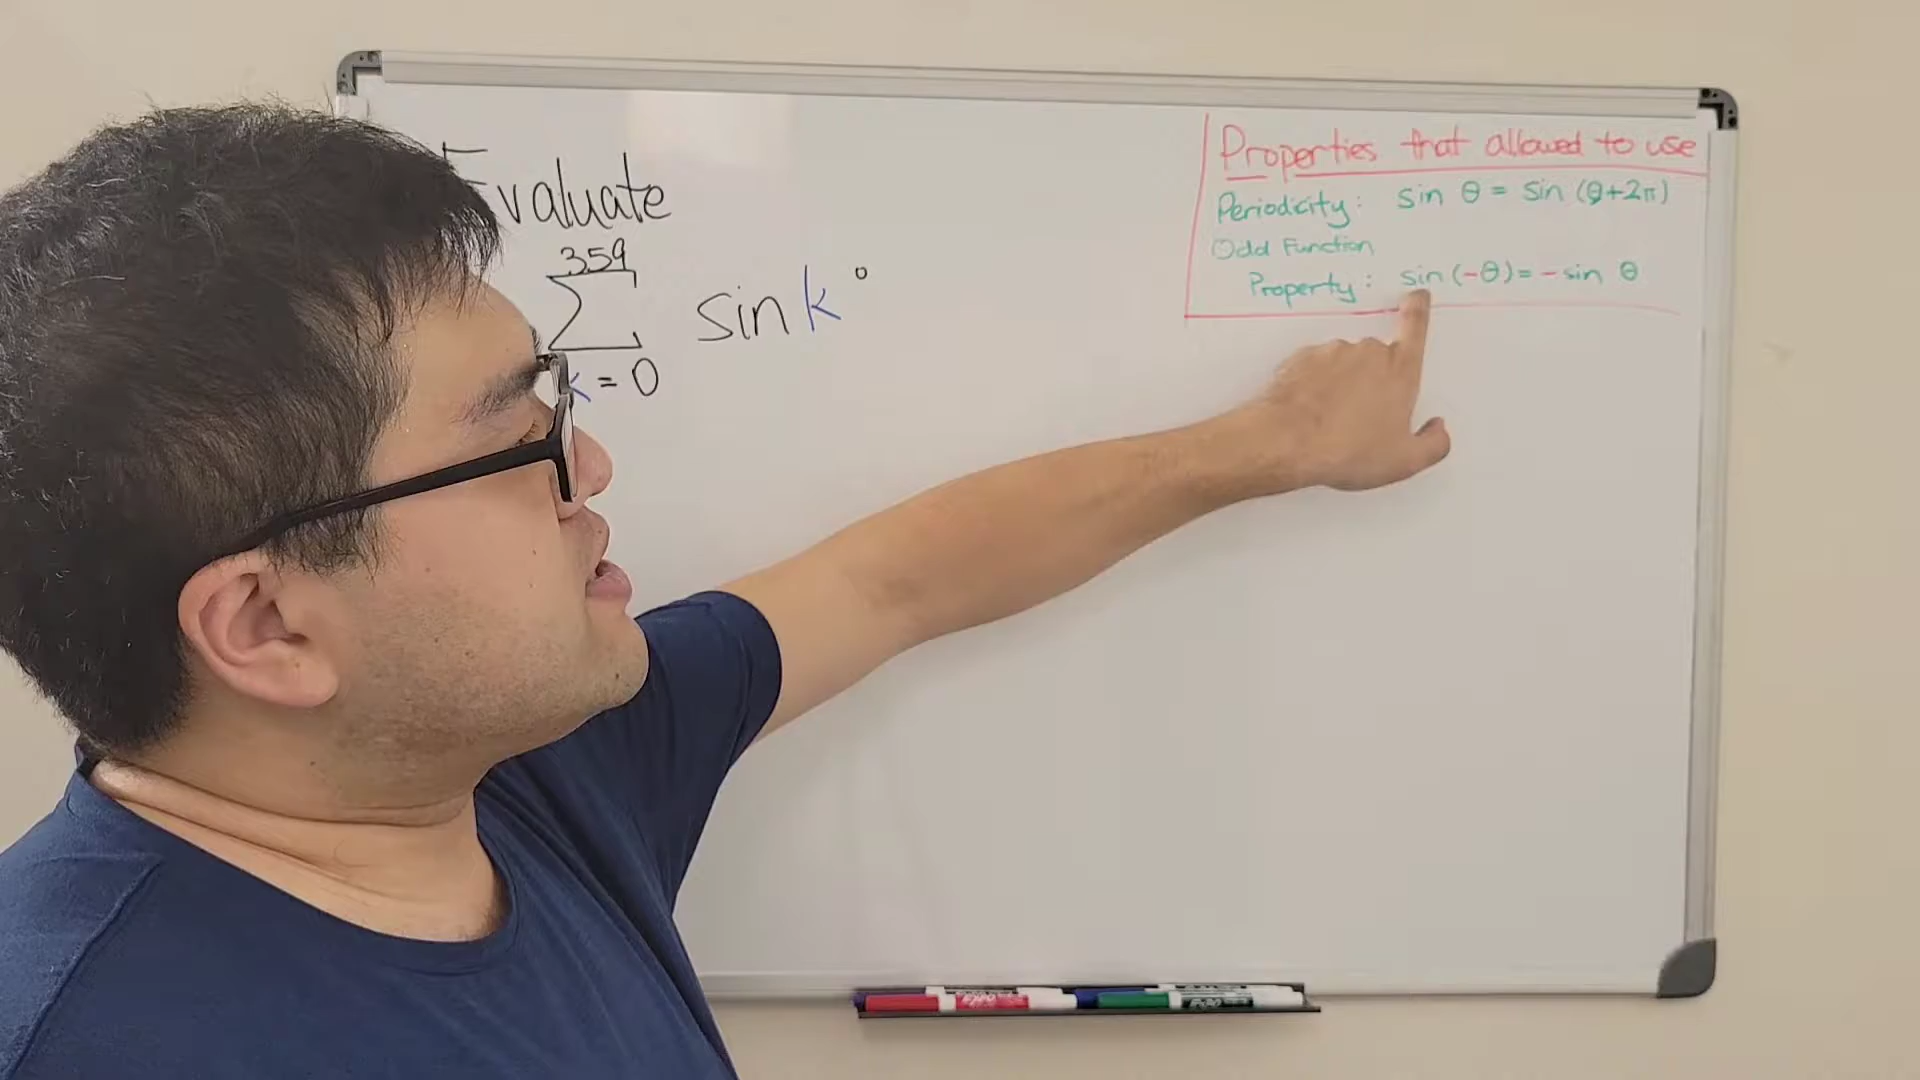 Evaluate
359
Σ sin k °
k = 0
Properties that allowed to use
Periodicity: sin θ = sin (θ+2π)
Odd Function
Property: sin(-θ)=-sin θ
Expo